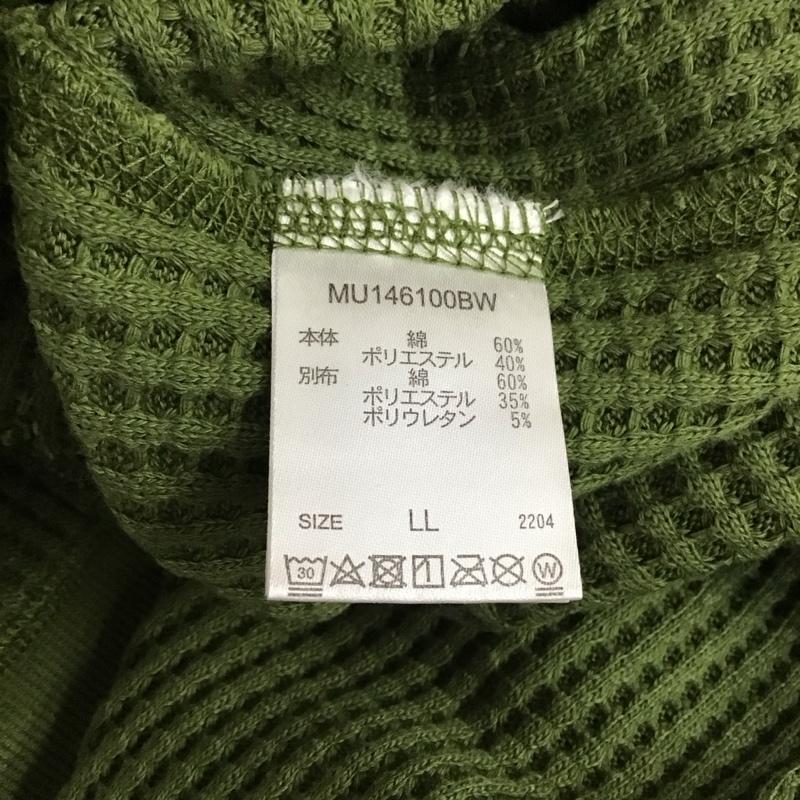 MU146100BW
本体 綿 60%
ポリエステル 40%
別布 綿 60%
ポリエステル 35%
ポリウレタン 5%
SIZE LL 2204
30 W